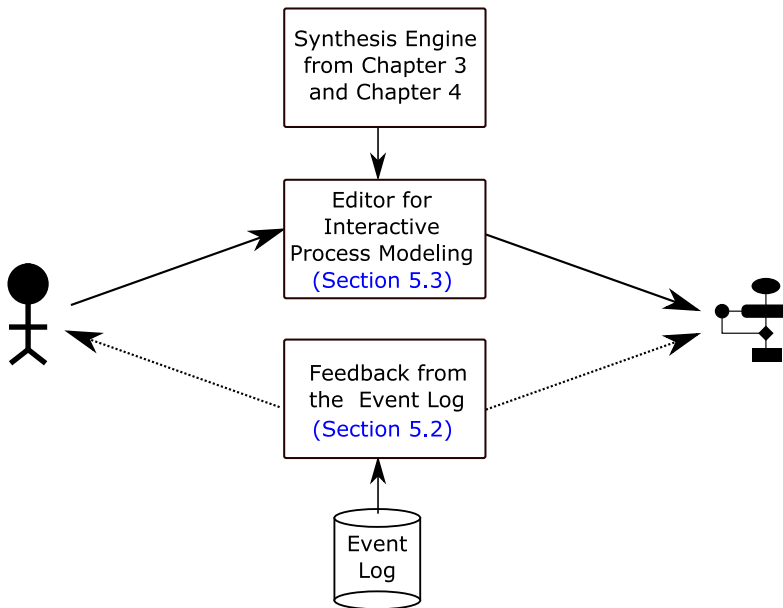 Synthesis Engine
from Chapter 3
and Chapter 4
Editor for
Interactive
Process Modeling
(Section 5.3)
Feedback from
the Event Log
(Section 5.2)
Event
Log